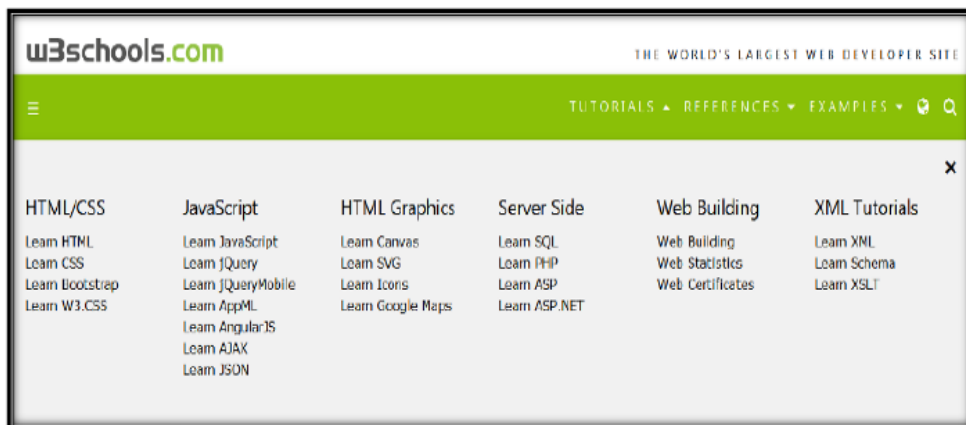 w3schools.com
THE WORLD'S LARGEST WEB DEVELOPER SITE
TUTORIALS REFERENCES EXAMPLES
HTML/CSS
Learn HTML
Learn CSS
Learn Bootstrap
Learn W3.CSS
JavaScript
Learn JavaScript
Learn jQuery
Learn jQueryMobile
Learn AppML
Learn AngularJS
Learn AJAX
Learn JSON
HTML Graphics
Learn Canvas
Learn SVG
Learn Icons
Learn Google Maps
Server Side
Learn SQL
Learn PHP
Learn ASP
Learn ASP.NET
Web Building
Web Building
Web Statistics
Web Certificates
XML Tutorials
Learn XML
Learn Schema
Learn XSLT